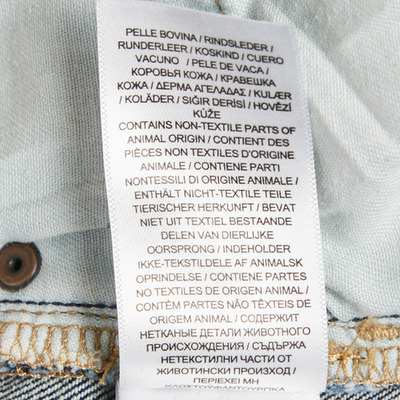 PELLE BOVINA / RINDSLEDER /
RUNDERLEER / KOSKIND / CUERO
VACUNO / PELE DE VACA /
КОРОВЬЯ КОЖА / КРАВЕШКА
КОЖА / ΔΕΡΜΑ ΑΓΕΛΑΔΑΣ / KULÆR
/ KOLÄDER / SIĞIR DERİSİ / HOVĚZÍ
KŮŽE
CONTAINS NON-TEXTILE PARTS OF
ANIMAL ORIGIN / CONTIENT DES
PIÈCES NON TEXTILES D'ORIGINE
ANIMALE / CONTIENE PARTI
NONTESSILI DI ORIGINE ANIMALE /
ENTHÄLT NICHT-TEXTILE TEILE
TIERISCHER HERKUNFT / BEVAT
NIET UIT TEXTIEL BESTAANDE
DELEN VAN DIERLIJKE
OORSPRONG / INDEHOLDER
IKKE-TEKSTILDELE AF ANIMALSK
OPRINDELSE / CONTIENE PARTES
NO TEXTILES DE ORIGEN ANIMAL /
CONTÉM PARTES NÃO TÊXTEIS DE
ORIGEM ANIMAL / СОДЕРЖИТ
НЕТКАНЫЕ ДЕТАЛИ ЖИВОТНОГО
ПРОИСХОЖДЕНИЯ / СЪДЪРЖА
НЕТЕКСТИЛНИ ЧАСТИ ОТ
ЖИВОТИНСКИ ПРОИЗХОД /
ΠΕΡΙΕΧΕΙ ΜΗ